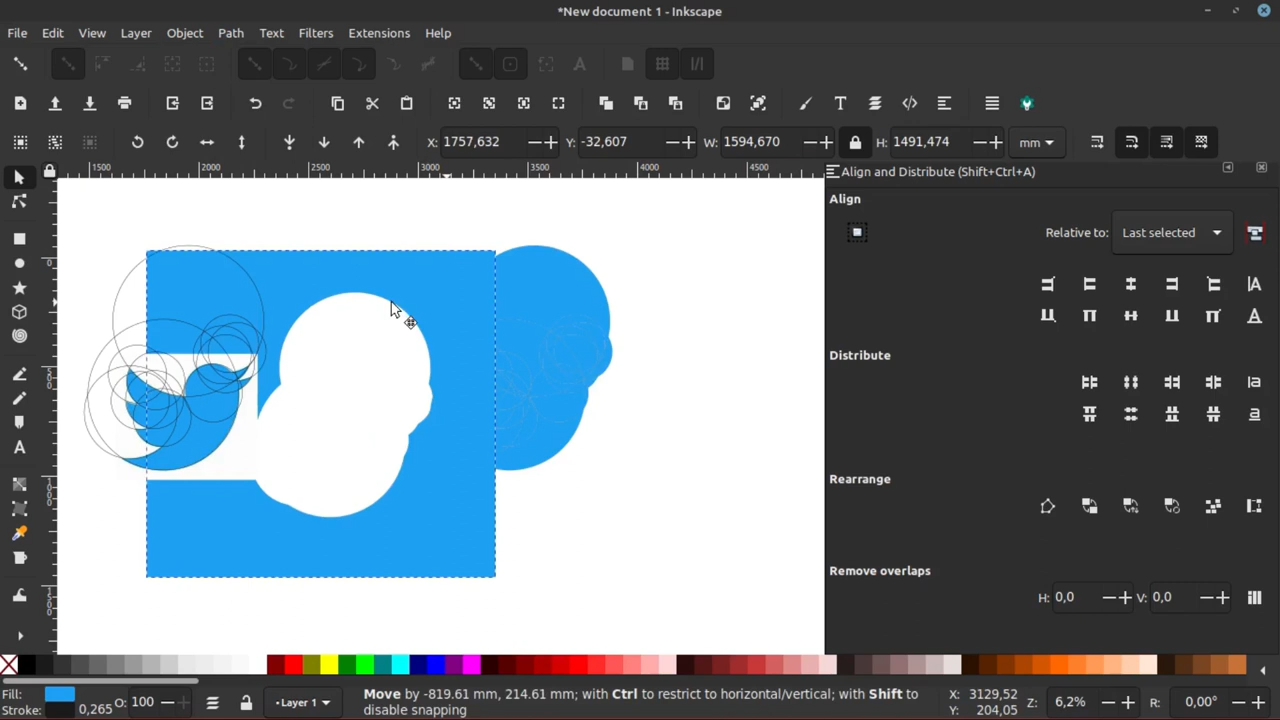 *New document 1 - Inkscape
File Edit View Layer Object Path Text Filters Extensions Help
X: 1757,632 Y: -32,607 W: 1594,670 H: 1491,474 mm
1500 2000 2500 3000 3500 4000 4500
Align and Distribute (Shift+Ctrl+A)
Align
Relative to: Last selected
Distribute
Rearrange
Remove overlaps
H: 0,0 V: 0,0
Fill:
Stroke: 0,265 O: 100 •Layer 1
Move by -819.61 mm, 214.61 mm; with Ctrl to restrict to horizontal/vertical; with Shift to
disable snapping
X: 3129,52
Y: 204,05
Z: 6,2% R: 0,00°